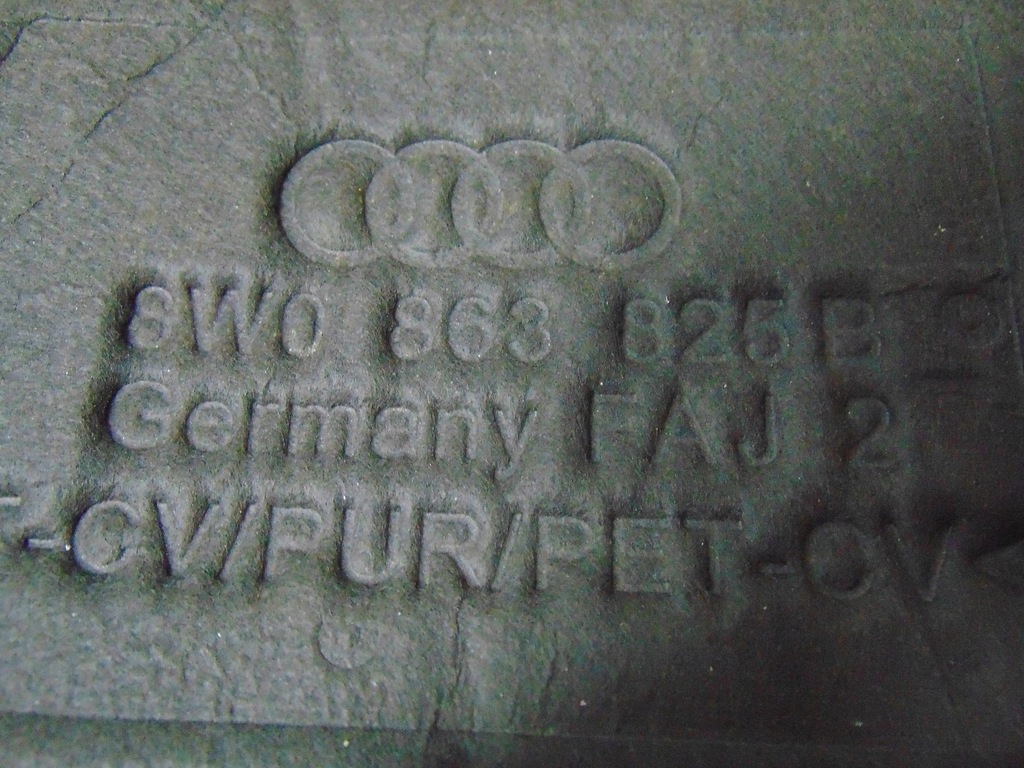 8W0 863 825 B
Germany FAJ 2
-CV/PUR/PET-CV<